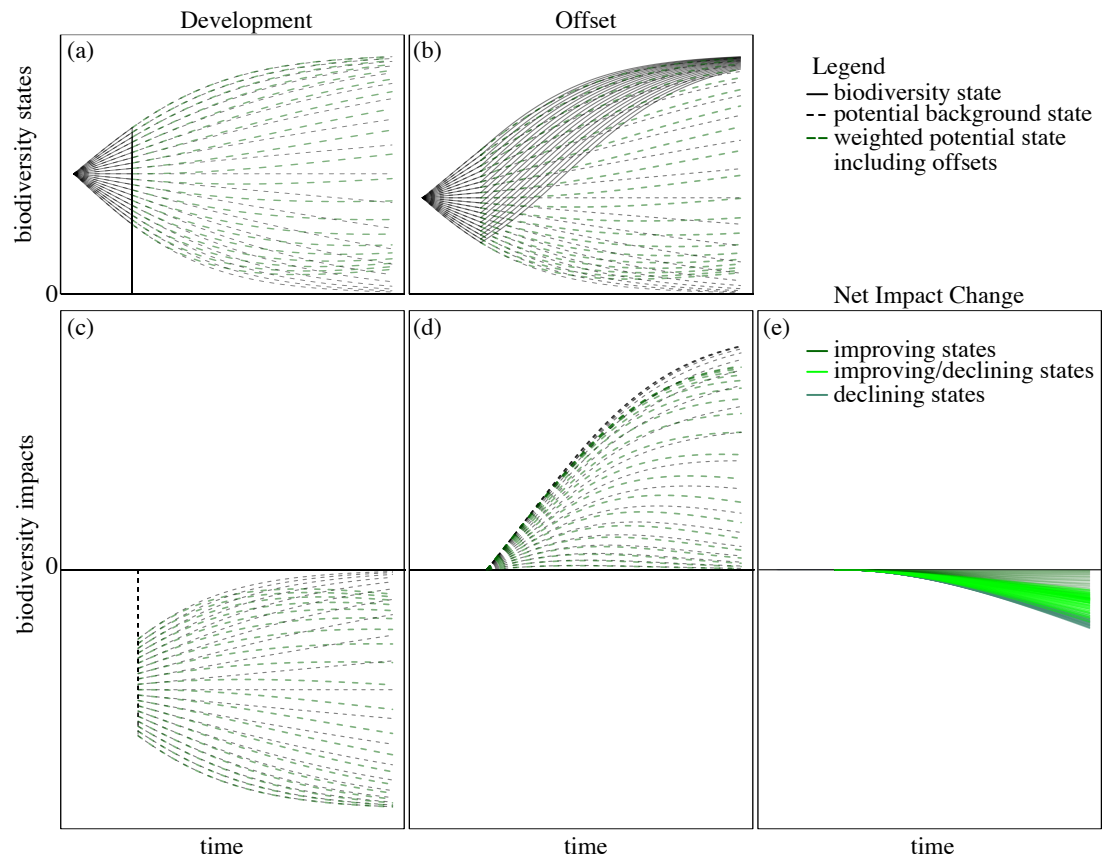 Development
Offset
(a)
(b)
biodiversity states
0
Legend
biodiversity state
potential background state
weighted potential state
including offsets
Net Impact Change
(c)
(d)
(e)
biodiversity impacts
0
improving states
improving/declining states
declining states
time
time
time